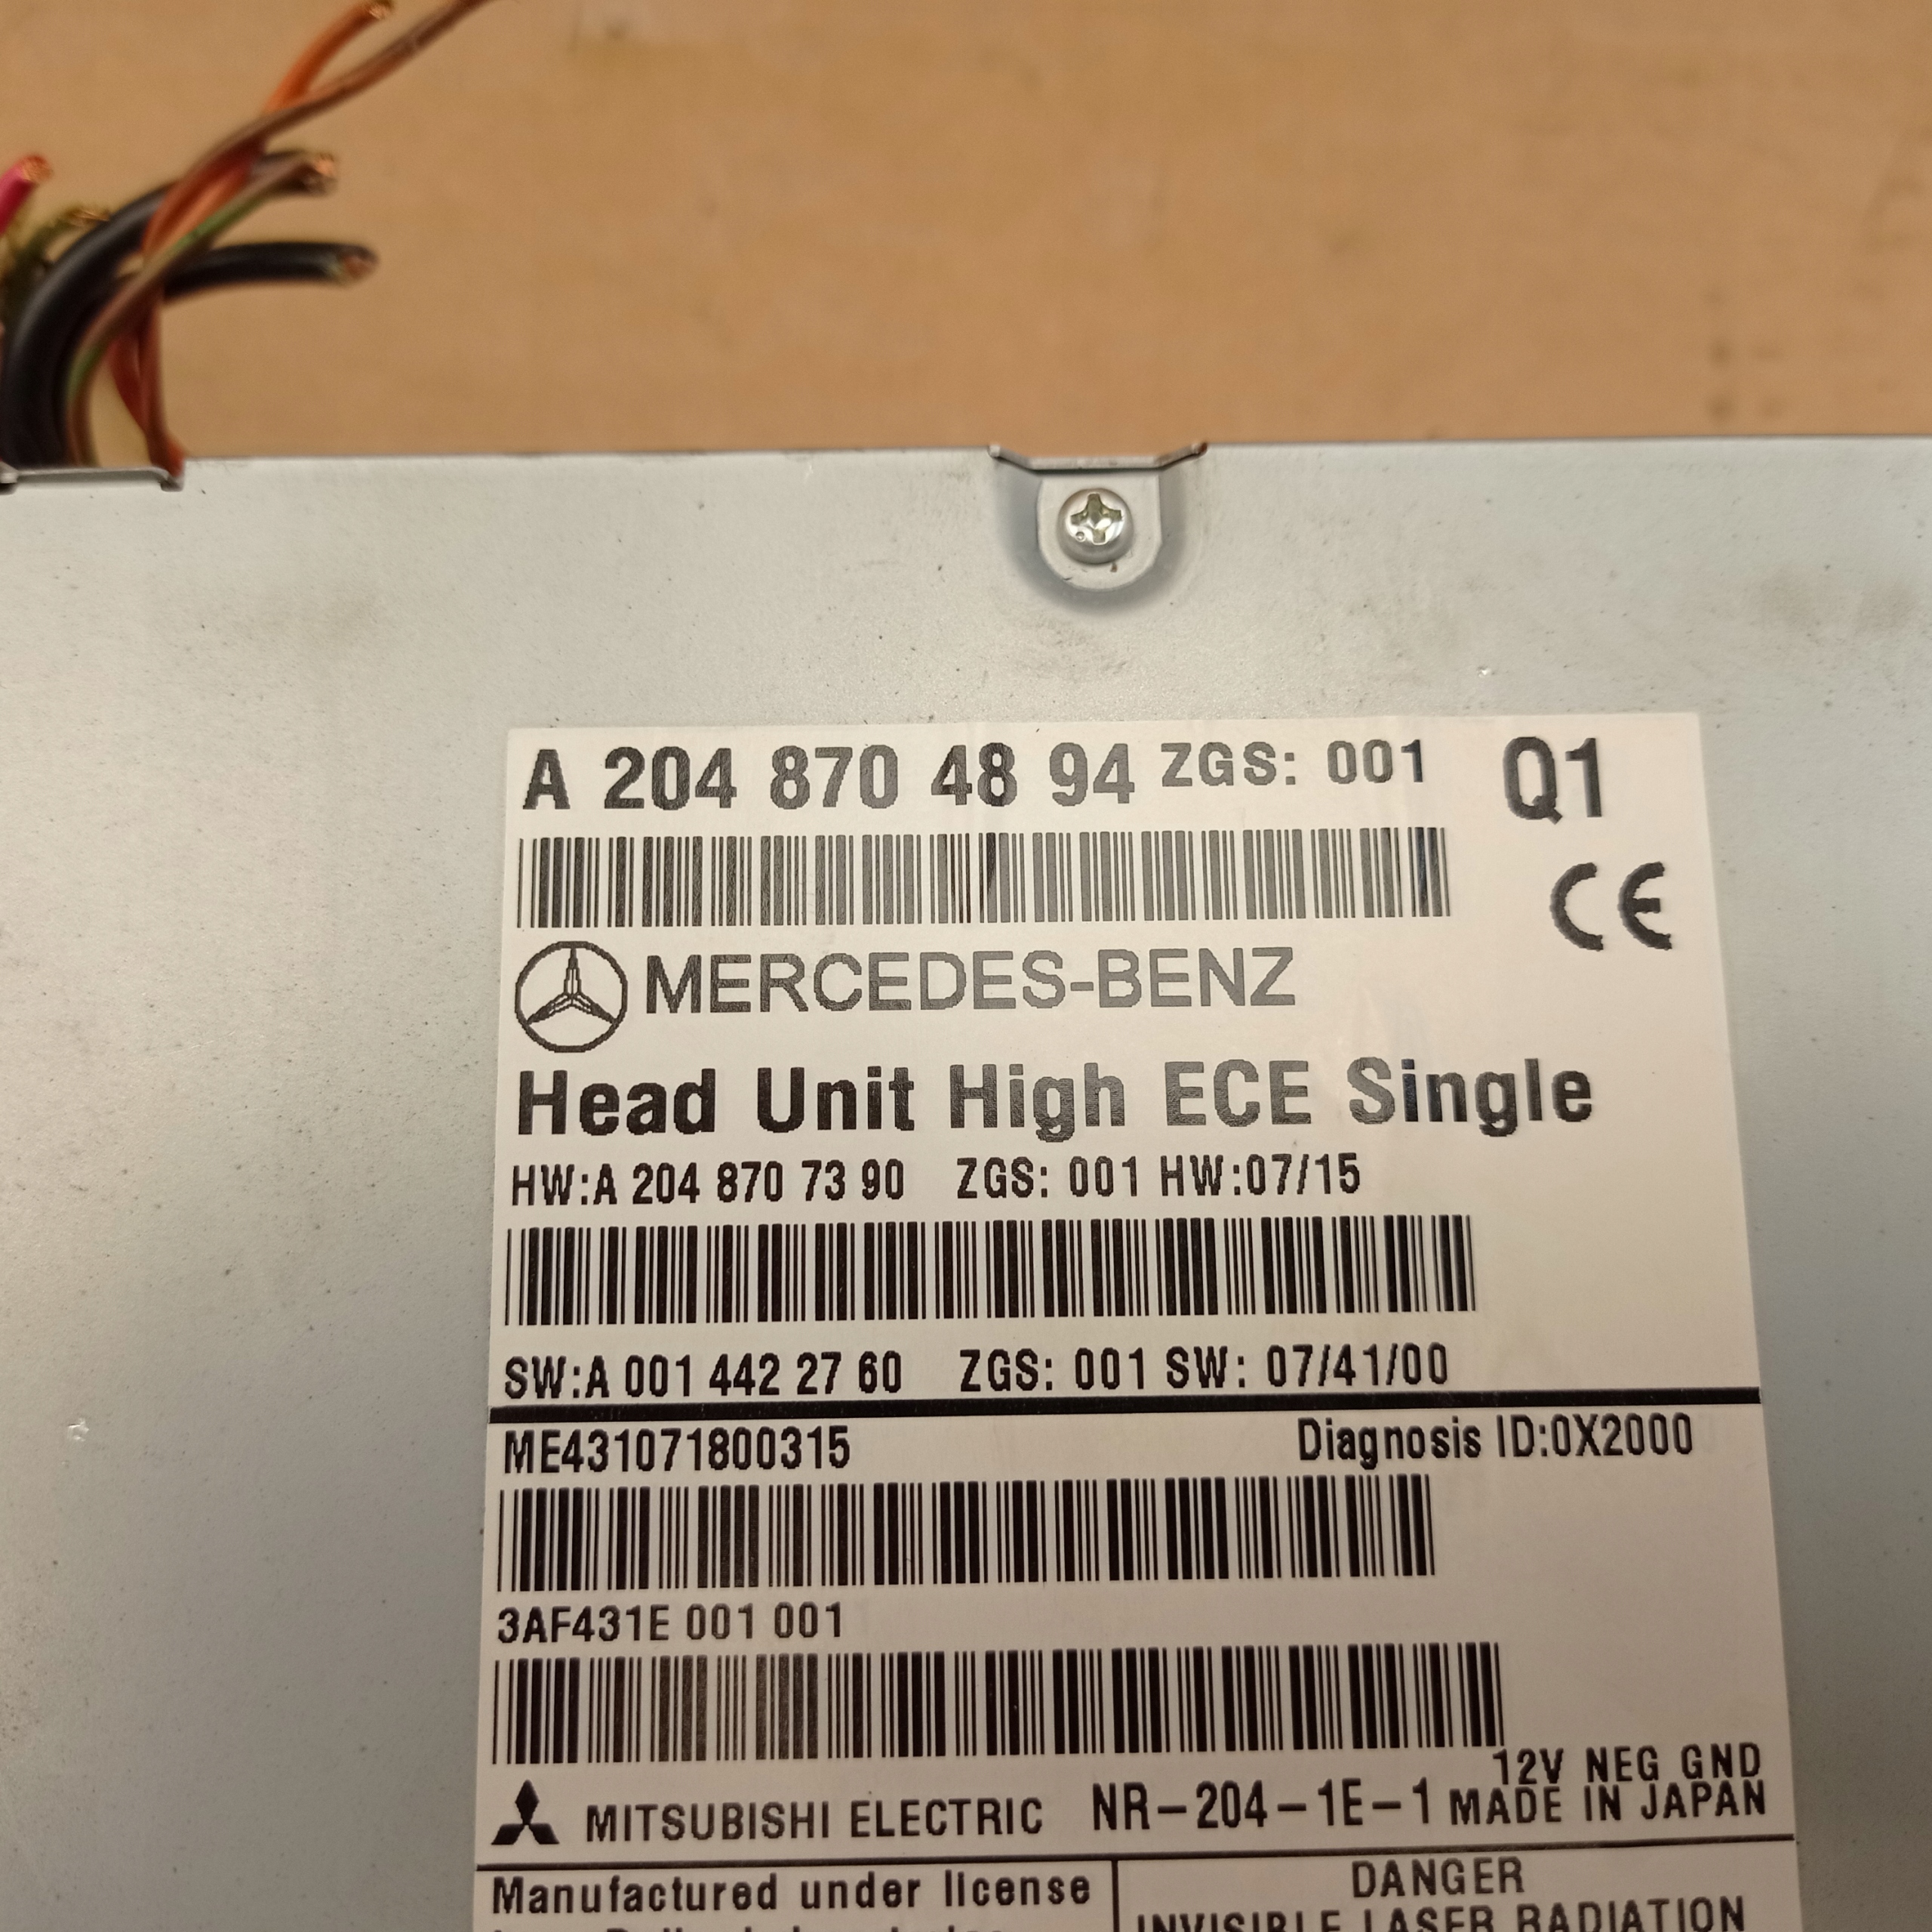 A 204 870 48 94 ZGS: 001 Q1
CE
MERCEDES-BENZ
Head Unit High ECE Single
HW:A 204 870 73 90 ZGS: 001 HW:07/15
SW:A 001 442 27 60 ZGS: 001 SW: 07/41/00
ME431071800315 Diagnosis ID:0X2000
3AF431E 001 001
12V NEG GND
MITSUBISHI ELECTRIC NR-204-1E-1 MADE IN JAPAN
Manufactured under license
DANGER
INVISIBLE LASER RADIATION